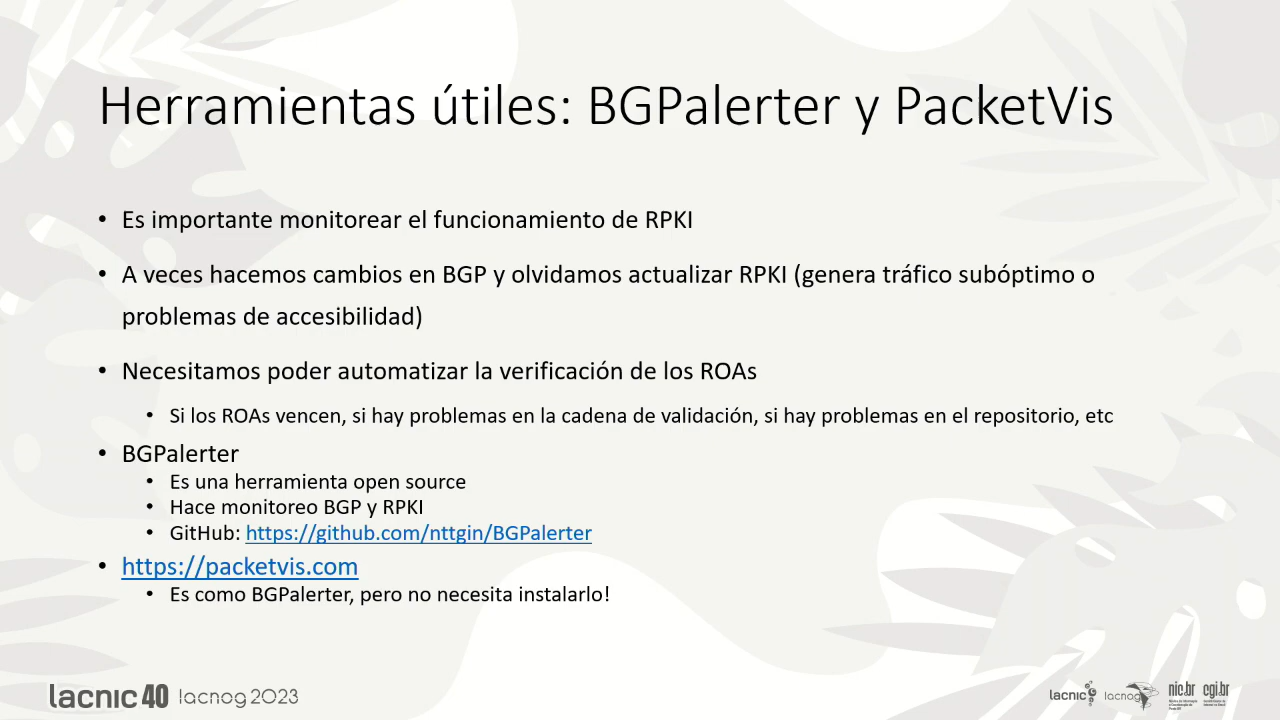 Herramientas útiles: BGPalerter y PacketVis
• Es importante monitorear el funcionamiento de RPKI
• A veces hacemos cambios en BGP y olvidamos actualizar RPKI (genera tráfico subóptimo o
problemas de accesibilidad)
• Necesitamos poder automatizar la verificación de los ROAs
• Si los ROAs vencen, si hay problemas en la cadena de validación, si hay problemas en el repositorio, etc
• BGPalerter
• Es una herramienta open source
• Hace monitoreo BGP y RPKI
• GitHub: https://github.com/nttgin/BGPalerter
• https://packetvis.com
• Es como BGPalerter, pero no necesita instalarlo!
lacnic 40 lacnog 2023
lacnic lacnog nic.br cgi.br